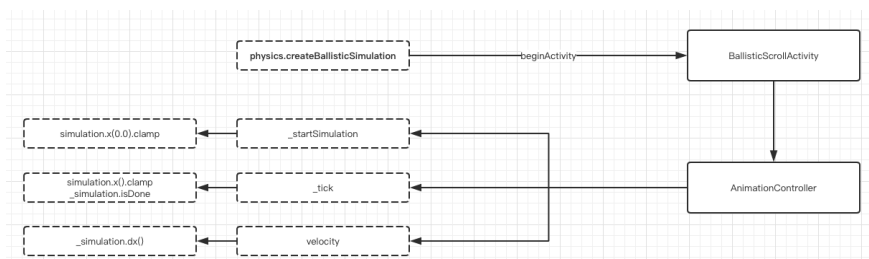 physics.createBallisticSimulation
beginActivity
BallisticScrollActivity
simulation.x(0.0).clamp
_startSimulation
simulation.x().clamp
_simulation.isDone
_tick
AnimationController
_simulation.dx()
velocity